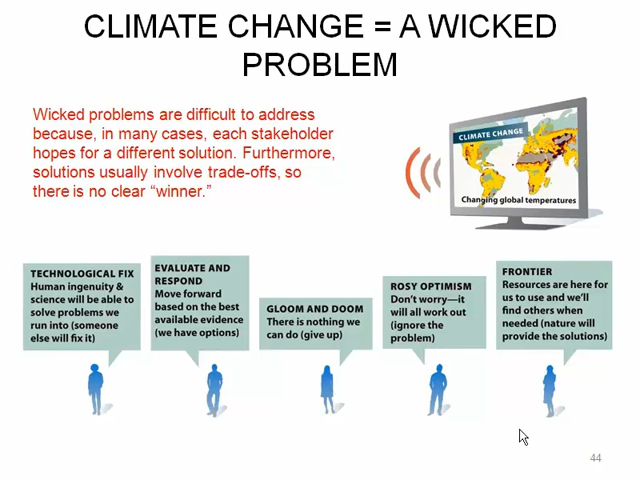 CLIMATE CHANGE = A WICKED
PROBLEM
Wicked problems are difficult to address
because, in many cases, each stakeholder
hopes for a different solution. Furthermore,
solutions usually involve trade-offs, so
there is no clear “winner.”
CLIMATE CHANGE
Changing global temperatures
TECHNOLOGICAL FIX
Human ingenuity &
science will be able to
solve problems we
run into (someone
else will fix it)
EVALUATE AND
RESPOND
Move forward
based on the best
available evidence
(we have options)
GLOOM AND DOOM
There is nothing we
can do (give up)
ROSY OPTIMISM
Don’t worry—it
will all work out
(ignore the
problem)
FRONTIER
Resources are here for
us to use and we’ll
find others when
needed (nature will
provide the solutions)
44